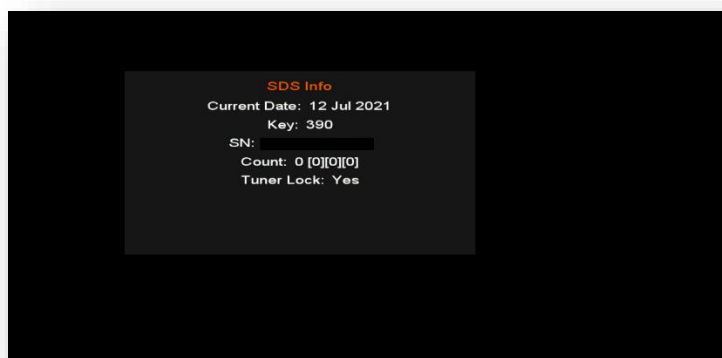 SDS Info
Current Date: 12 Jul 2021
Key: 390
SN:
Count: 0 [0][0][0]
Tuner Lock: Yes